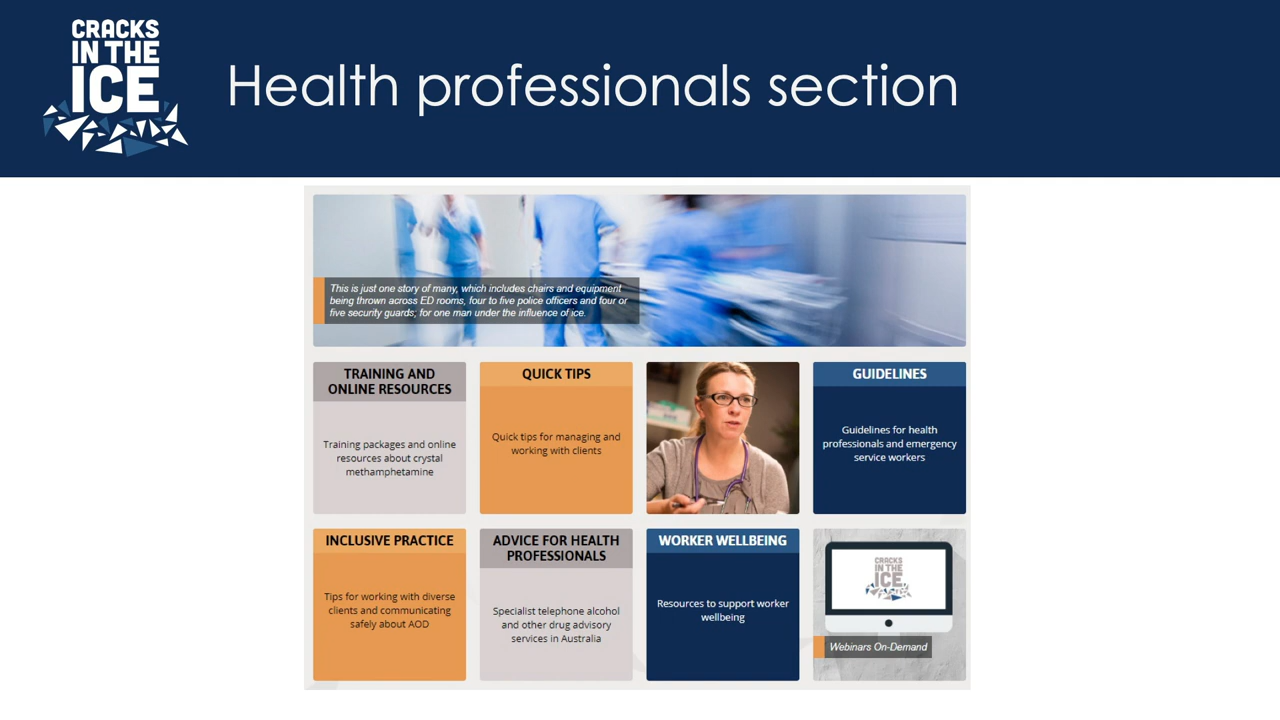 CRACKS
IN THE
ICE
Health professionals section
This is just one story of many, which includes chairs and equipment
being thrown across ED rooms, four to five police officers and four or
five security guards; for one man under the influence of ice.
TRAINING AND
ONLINE RESOURCES
Training packages and online
resources about crystal
methamphetamine
QUICK TIPS
Quick tips for managing and
working with clients
GUIDELINES
Guidelines for health
professionals and emergency
service workers
INCLUSIVE PRACTICE
Tips for working with diverse
clients and communicating
safely about AOD
ADVICE FOR HEALTH
PROFESSIONALS
Specialist telephone alcohol
and other drug advisory
services in Australia
WORKER WELLBEING
Resources to support worker
wellbeing
CRACKS
IN THE
ICE
Webinars On-Demand